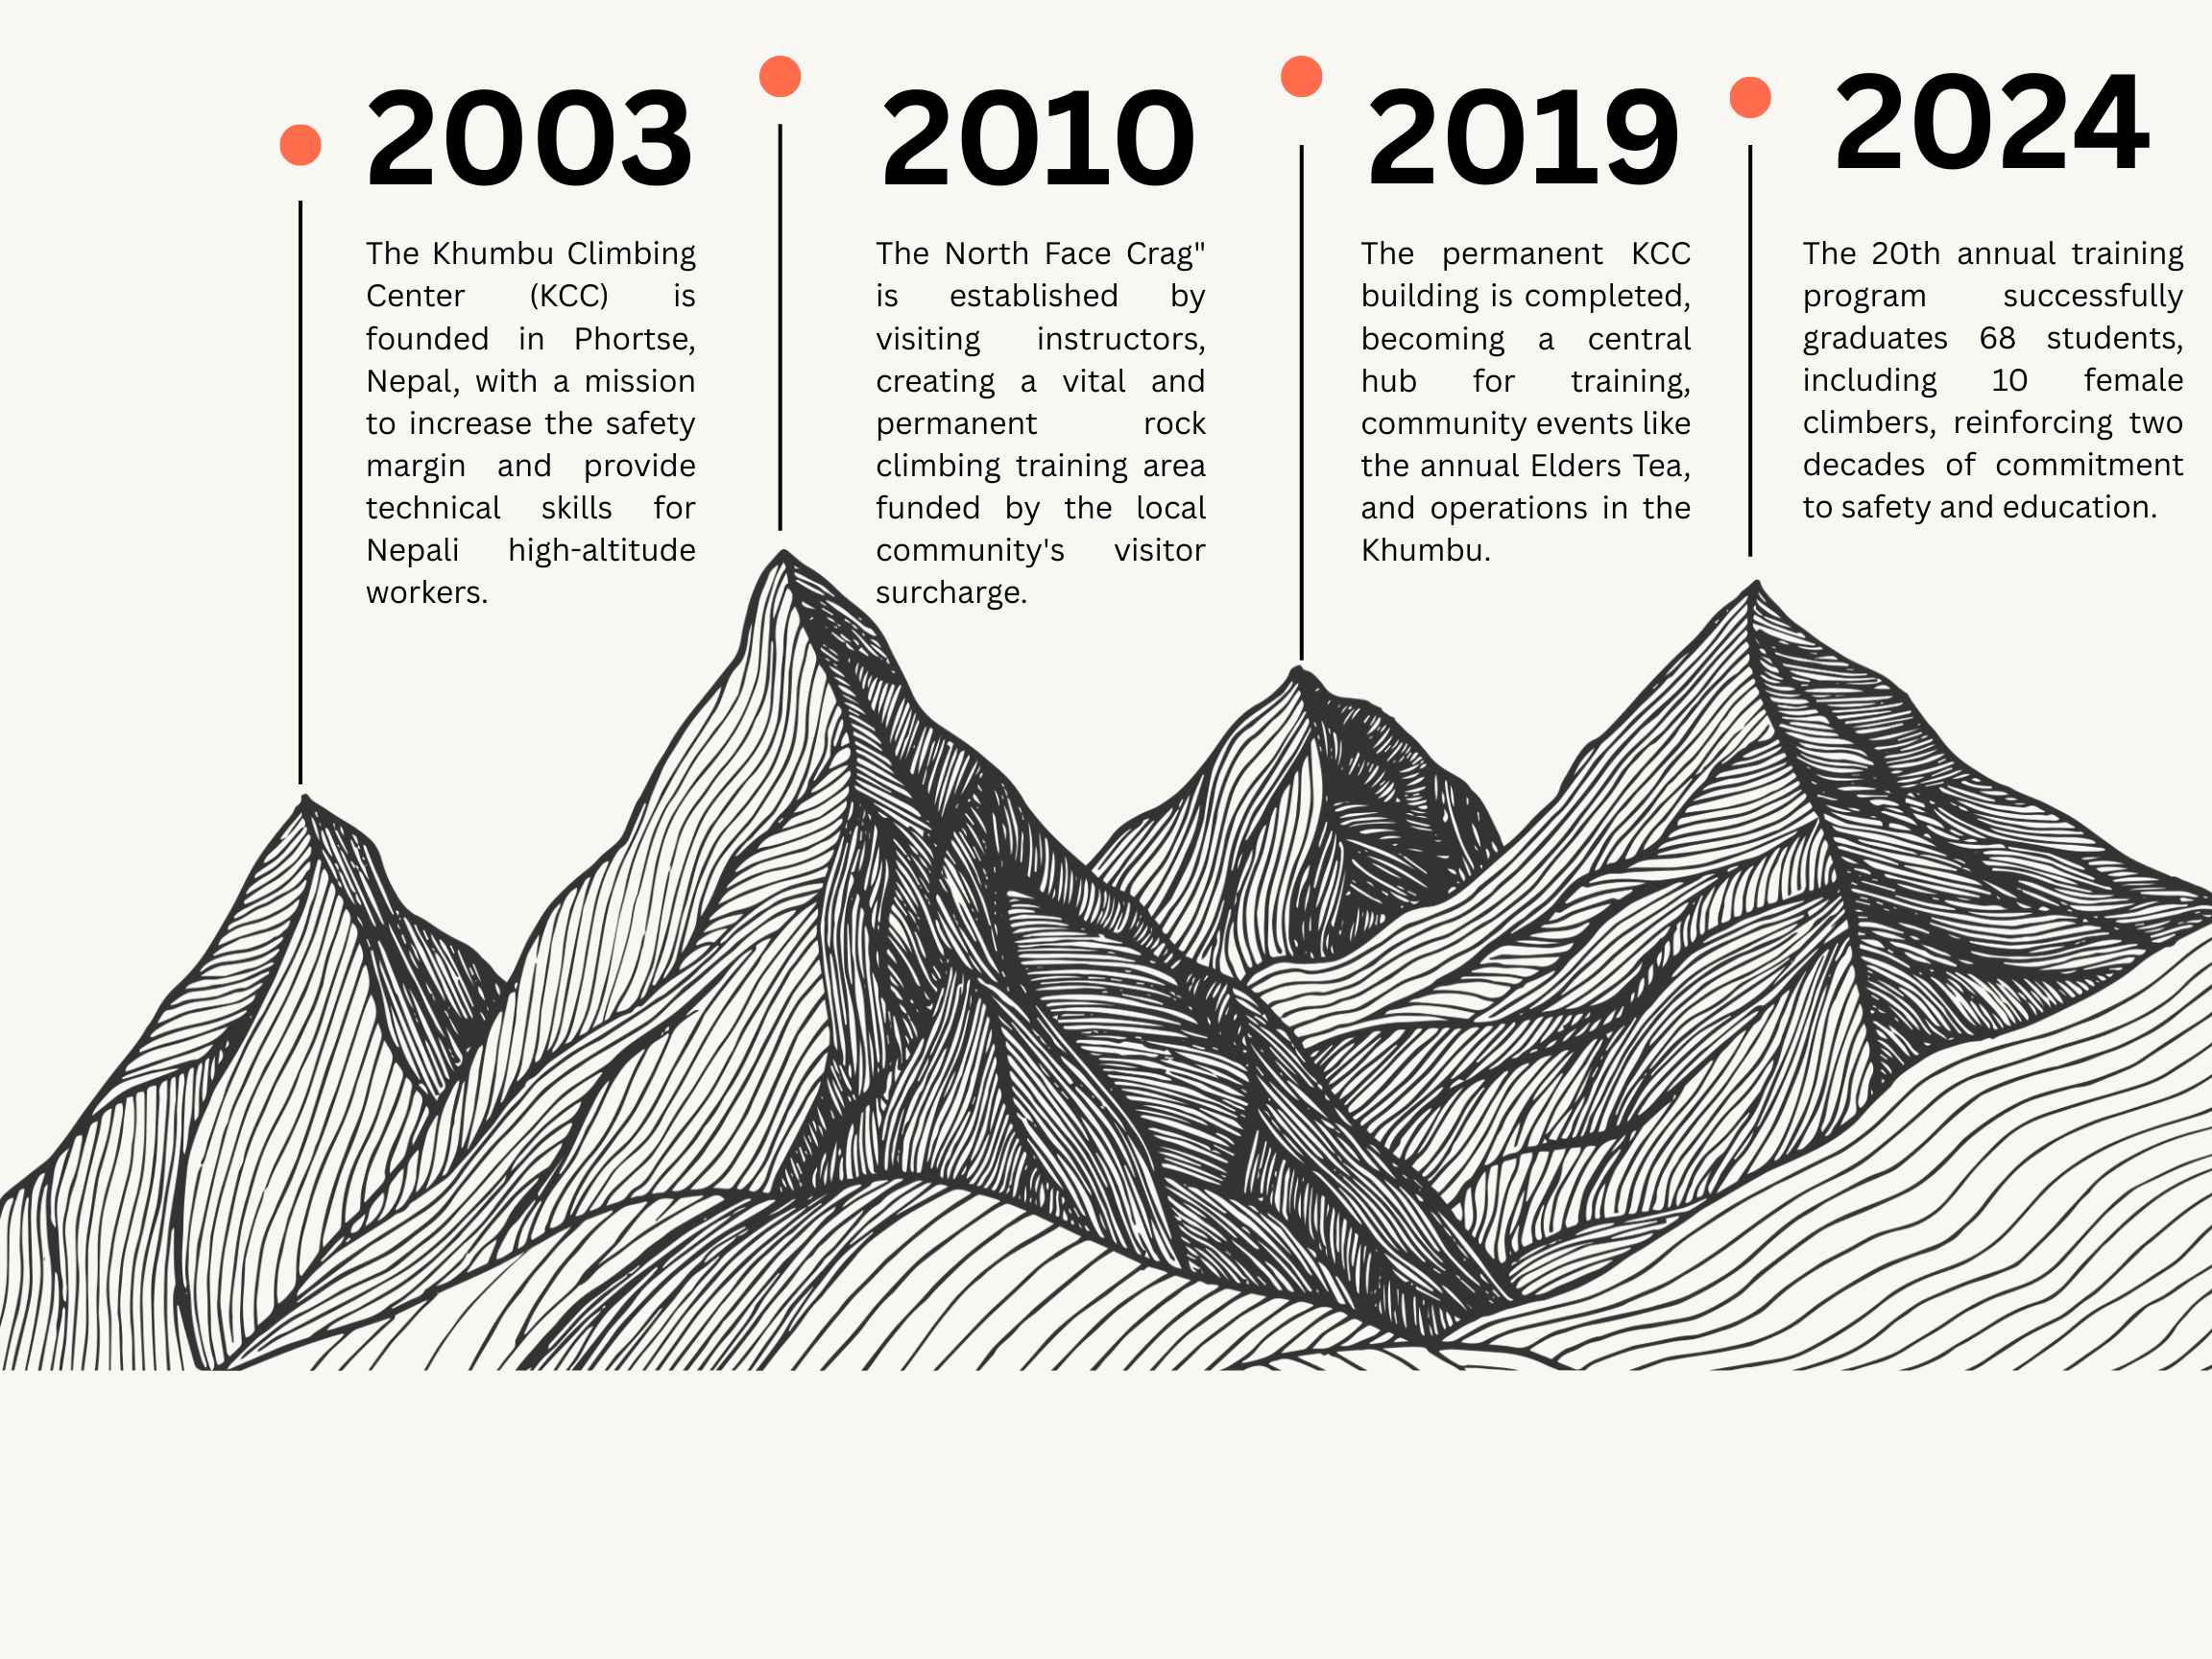 2003
The Khumbu Climbing
Center (KCC) is
founded in Phortse,
Nepal, with a mission
to increase the safety
margin and provide
technical skills for
Nepali high-altitude
workers.
2010
The North Face Crag"
is established by
visiting instructors,
creating a vital and
permanent rock
climbing training area
funded by the local
community's visitor
surcharge.
2019
The permanent KCC
building is completed,
becoming a central
hub for training,
community events like
the annual Elders Tea,
and operations in the
Khumbu.
2024
The 20th annual training
program successfully
graduates 68 students,
including 10 female
climbers, reinforcing two
decades of commitment
to safety and education.